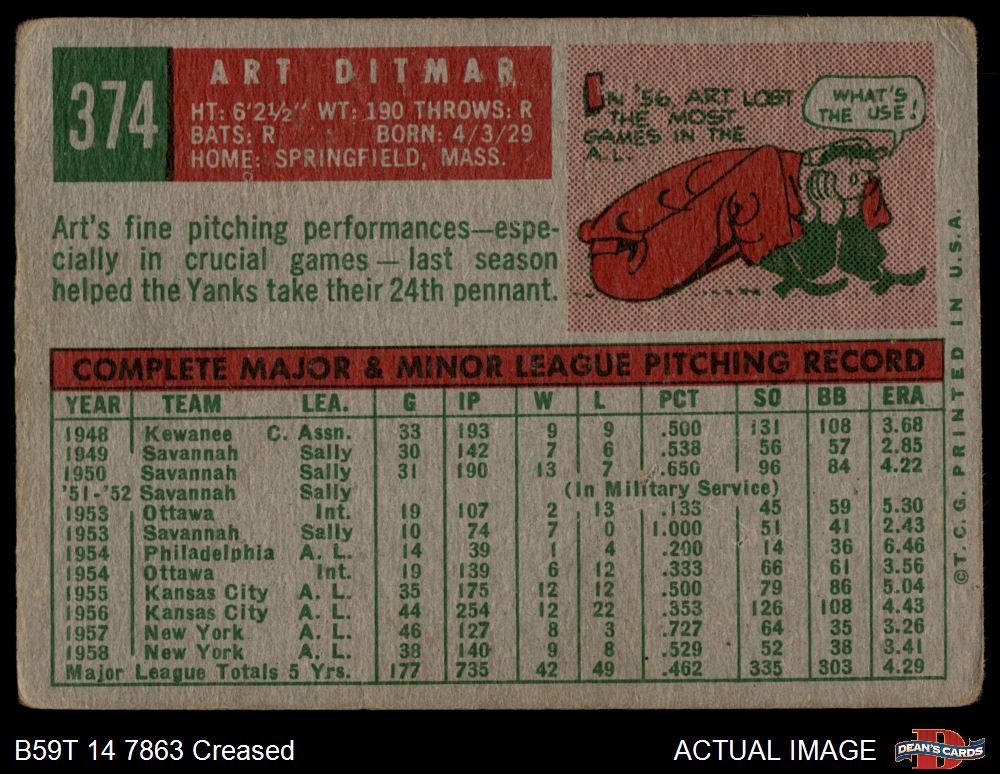 374
ART DITMAR
HT: 6'2½" WT: 190 THROWS: R
BATS: R BORN: 4/3/29
HOME: SPRINGFIELD, MASS.
IN '56, ART LOST
THE MOST
GAMES IN THE
A.L.
WHAT'S
THE USE!
Art's fine pitching performances—espe-
cially in crucial games — last season
helped the Yanks take their 24th pennant.
COMPLETE MAJOR & MINOR LEAGUE PITCHING RECORD
YEAR TEAM LEA. G IP W L PCT SO BB ERA
1948 Kewanee C. Assn. 33 193 9 9 .500 131 108 3.68
1949 Savannah Sally 30 142 7 6 .538 56 57 2.85
1950 Savannah Sally 31 190 13 7 .650 96 84 4.22
'51-'52 Savannah Sally (In Military Service)
1953 Ottawa Int. 19 107 2 13 .133 45 59 5.30
1953 Savannah Sally 10 74 7 0 1.000 51 41 2.43
1954 Philadelphia A. L. 14 39 1 4 .200 14 36 6.46
1954 Ottawa Int. 19 139 6 12 .333 66 61 3.56
1955 Kansas City A. L. 35 175 12 12 .500 79 86 5.04
1956 Kansas City A. L. 44 254 12 22 .353 126 108 4.43
1957 New York A. L. 46 127 8 3 .727 64 35 3.26
1958 New York A. L. 38 140 9 8 .529 52 38 3.41
Major League Totals 5 Yrs. 177 735 42 49 .462 335 303 4.29
©T. C. G. PRINTED IN U.S.A.
B59T 14 7863 Creased
ACTUAL IMAGE
DEAN'S CARDS